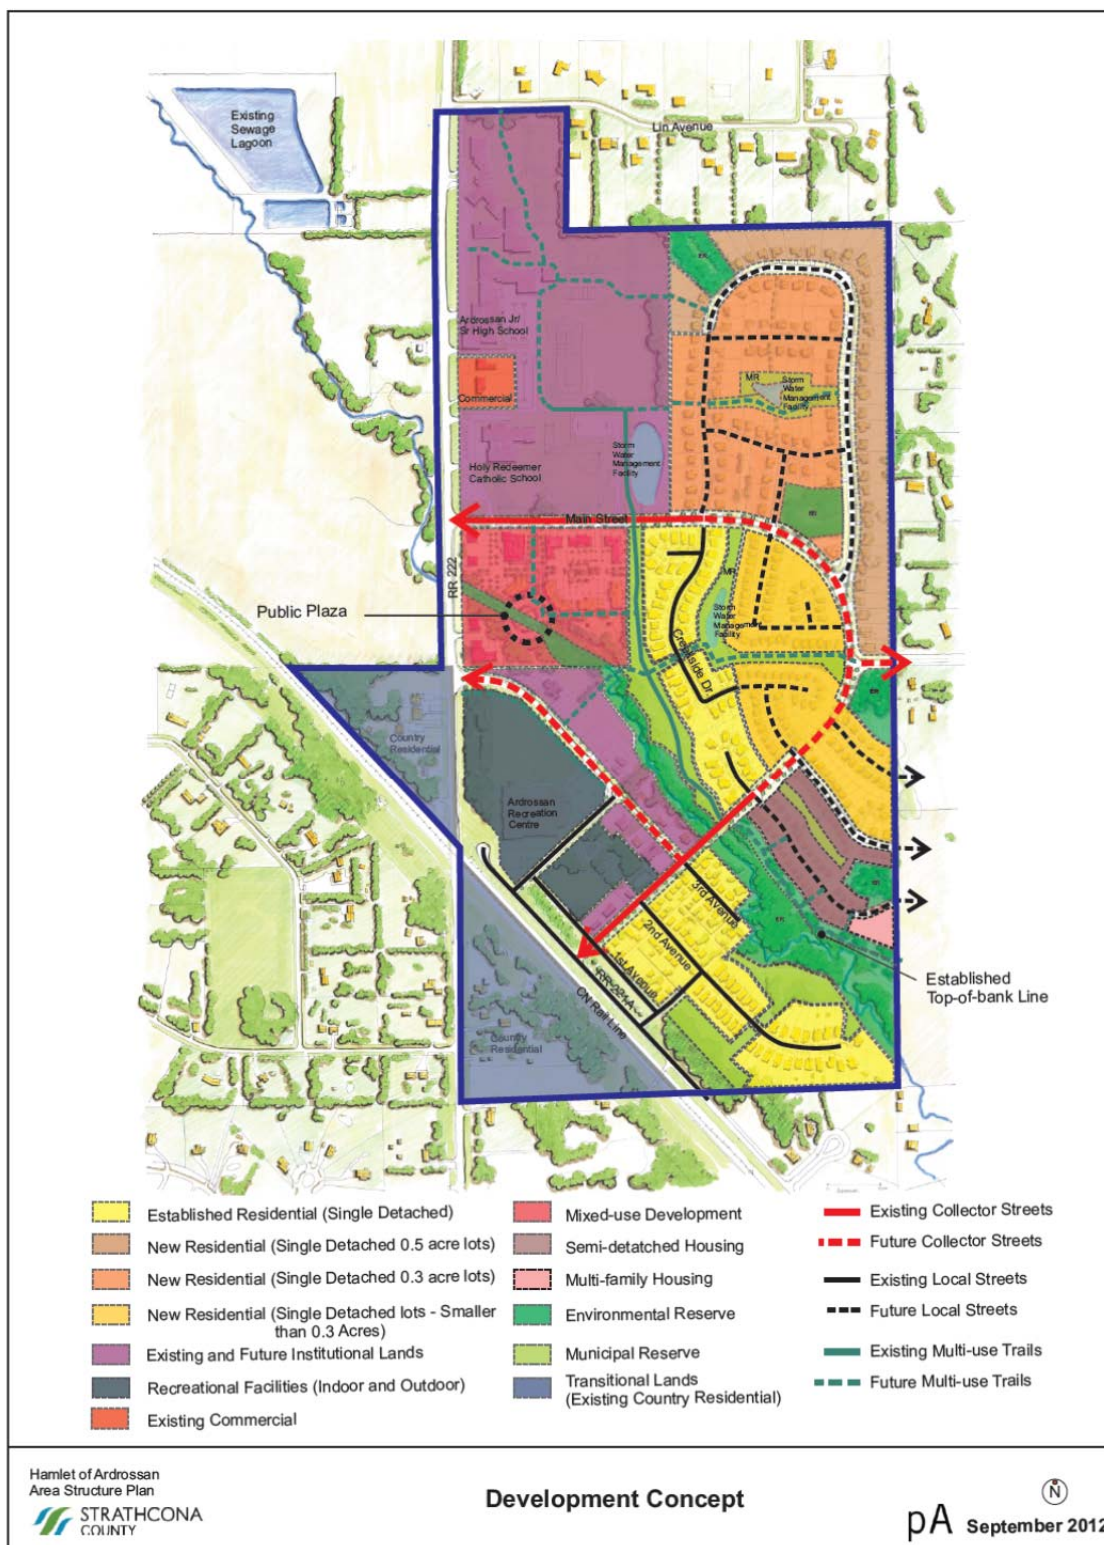 Existing
Sewage
Lagoon
Lin Avenue
ER
Ardrossan Jr/
Sr High School
MR
Storm
Water
Management
Facility
Commercial
Storm
Water
Management
Facility
Holy Redeemer
Catholic School
Main Street
RR 222
Public Plaza
MR
Storm
Water
Management
Facility
Creekside Dr
ER
Country
Residential
Ardrossan
Recreation
Centre
3rd Avenue
2nd Avenue
1st Avenue
RR-221A
CN Rail Line
ER
Established
Top-of-bank Line
Country
Residential
Established Residential (Single Detached)
New Residential (Single Detached 0.5 acre lots)
New Residential (Single Detached 0.3 acre lots)
New Residential (Single Detached lots - Smaller
than 0.3 Acres)
Existing and Future Institutional Lands
Recreational Facilities (Indoor and Outdoor)
Existing Commercial
Mixed-use Development
Semi-detatched Housing
Multi-family Housing
Environmental Reserve
Municipal Reserve
Transitional Lands
(Existing Country Residential)
Existing Collector Streets
Future Collector Streets
Existing Local Streets
Future Local Streets
Existing Multi-use Trails
Future Multi-use Trails
Hamlet of Ardrossan
Area Structure Plan
STRATHCONA
COUNTY
Development Concept
N
pA September 2012